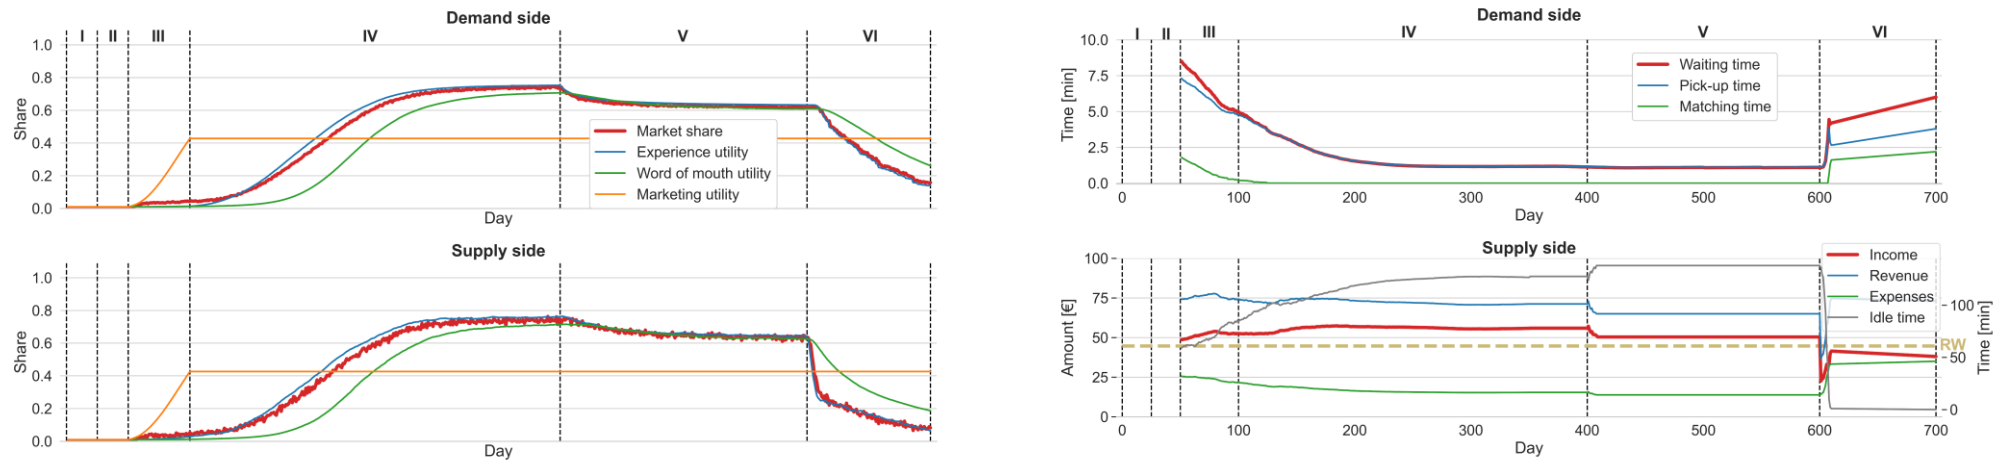 Demand side
I II III IV V VI
1.0
0.8
0.6
0.4
0.2
0.0
Share
Market share
Experience utility
Word of mouth utility
Marketing utility
Day
Supply side
1.0
0.8
0.6
0.4
0.2
0.0
Share
Day
Demand side
I II III IV V VI
10.0
7.5
5.0
2.5
0.0
Time [min]
Waiting time
Pick-up time
Matching time
0 100 200 300 400 500 600 700
Day
Supply side
100
75
50
25
0
Amount [€]
Income
Revenue
Expenses
Idle time
RW
100
50
0
Time [min]
0 100 200 300 400 500 600 700
Day